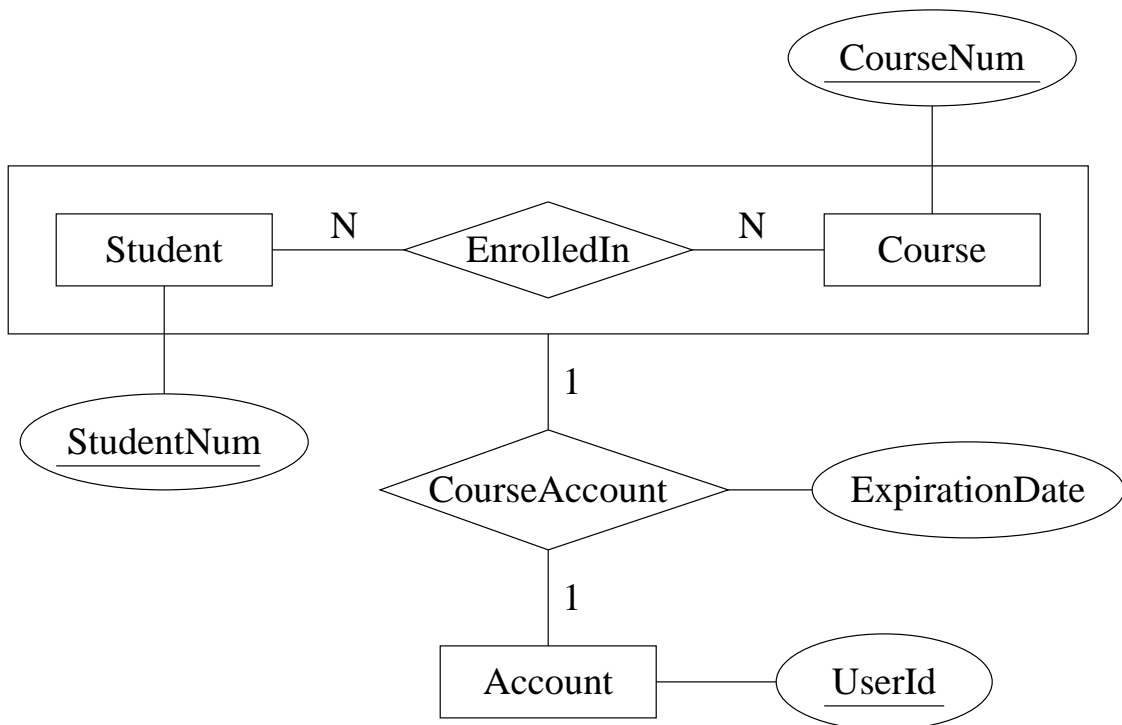 CourseNum
Student
N
EnrolledIn
N
Course
1
StudentNum
CourseAccount
ExpirationDate
1
Account
UserId